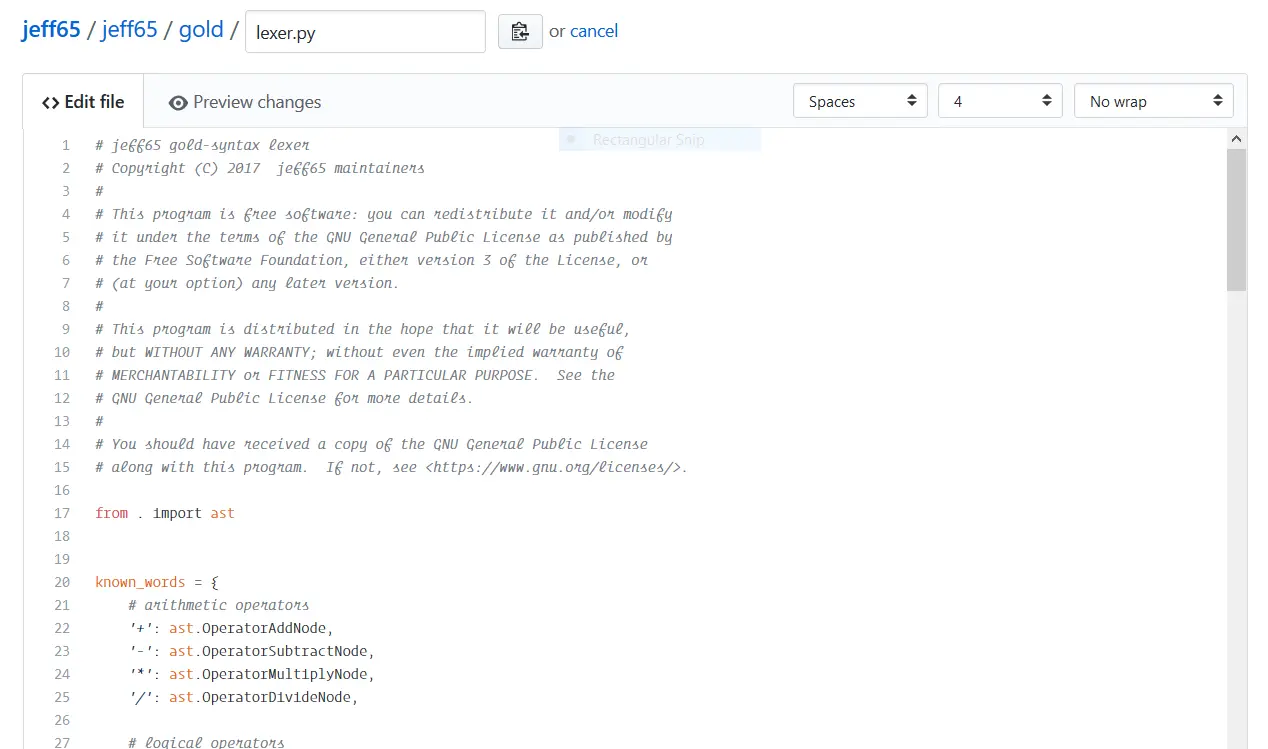 jeff65 / jeff65 / gold / lexer.py or cancel
Edit file Preview changes Spaces 4 No wrap
Rectangular Snip
1 # jeff65 gold-syntax lexer
2 # Copyright (C) 2017  jeff65 maintainers
3 #
4 # This program is free software: you can redistribute it and/or modify
5 # it under the terms of the GNU General Public License as published by
6 # the Free Software Foundation, either version 3 of the License, or
7 # (at your option) any later version.
8 #
9 # This program is distributed in the hope that it will be useful,
10 # but WITHOUT ANY WARRANTY; without even the implied warranty of
11 # MERCHANTABILITY or FITNESS FOR A PARTICULAR PURPOSE.  See the
12 # GNU General Public License for more details.
13 #
14 # You should have received a copy of the GNU General Public License
15 # along with this program.  If not, see <https://www.gnu.org/licenses/>.
16
17 from . import ast
18
19
20 known_words = {
21     # arithmetic operators
22     '+': ast.OperatorAddNode,
23     '-': ast.OperatorSubtractNode,
24     '*': ast.OperatorMultiplyNode,
25     '/': ast.OperatorDivideNode,
26
27     # logical operators